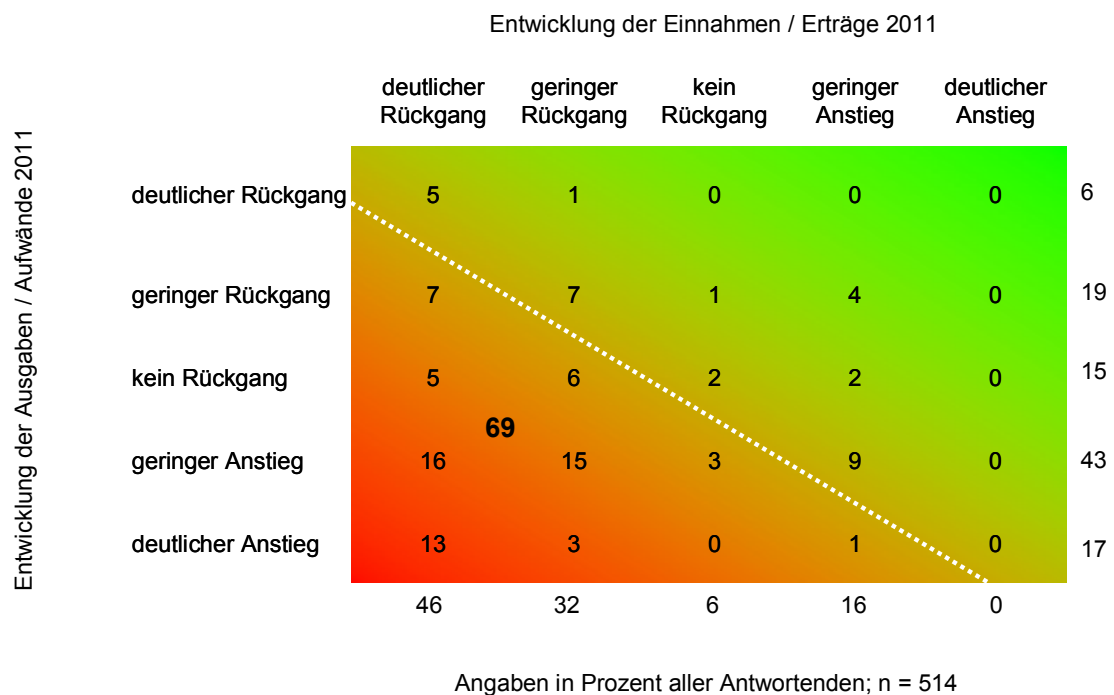 Entwicklung der Einnahmen / Erträge 2011
deutlicher Rückgang geringer Rückgang kein Rückgang geringer Anstieg deutlicher Anstieg
Entwicklung der Ausgaben / Aufwände 2011
deutlicher Rückgang 5 1 0 0 0 6
geringer Rückgang 7 7 1 4 0 19
kein Rückgang 5 6 2 2 0 15
69
geringer Anstieg 16 15 3 9 0 43
deutlicher Anstieg 13 3 0 1 0 17
46 32 6 16 0
Angaben in Prozent aller Antwortenden; n = 514